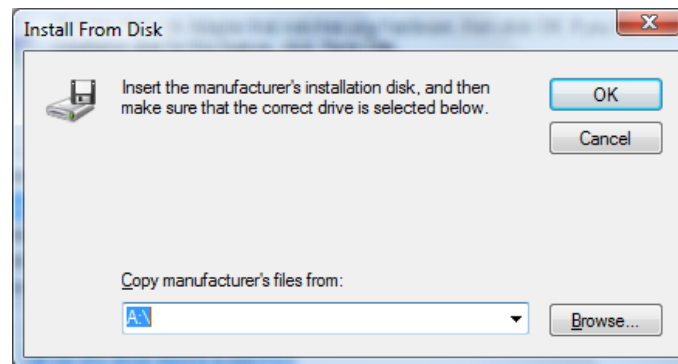 Install From Disk
Insert the manufacturer's installation disk, and then
make sure that the correct drive is selected below.
OK
Cancel
Copy manufacturer's files from:
A:\
Browse...